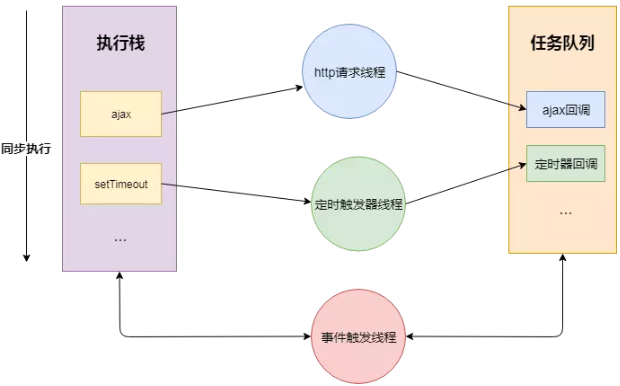 执行栈
http请求线程
任务队列
ajax
ajax回调
同步执行
setTimeout
定时触发器线程
定时器回调
...
...
事件触发线程